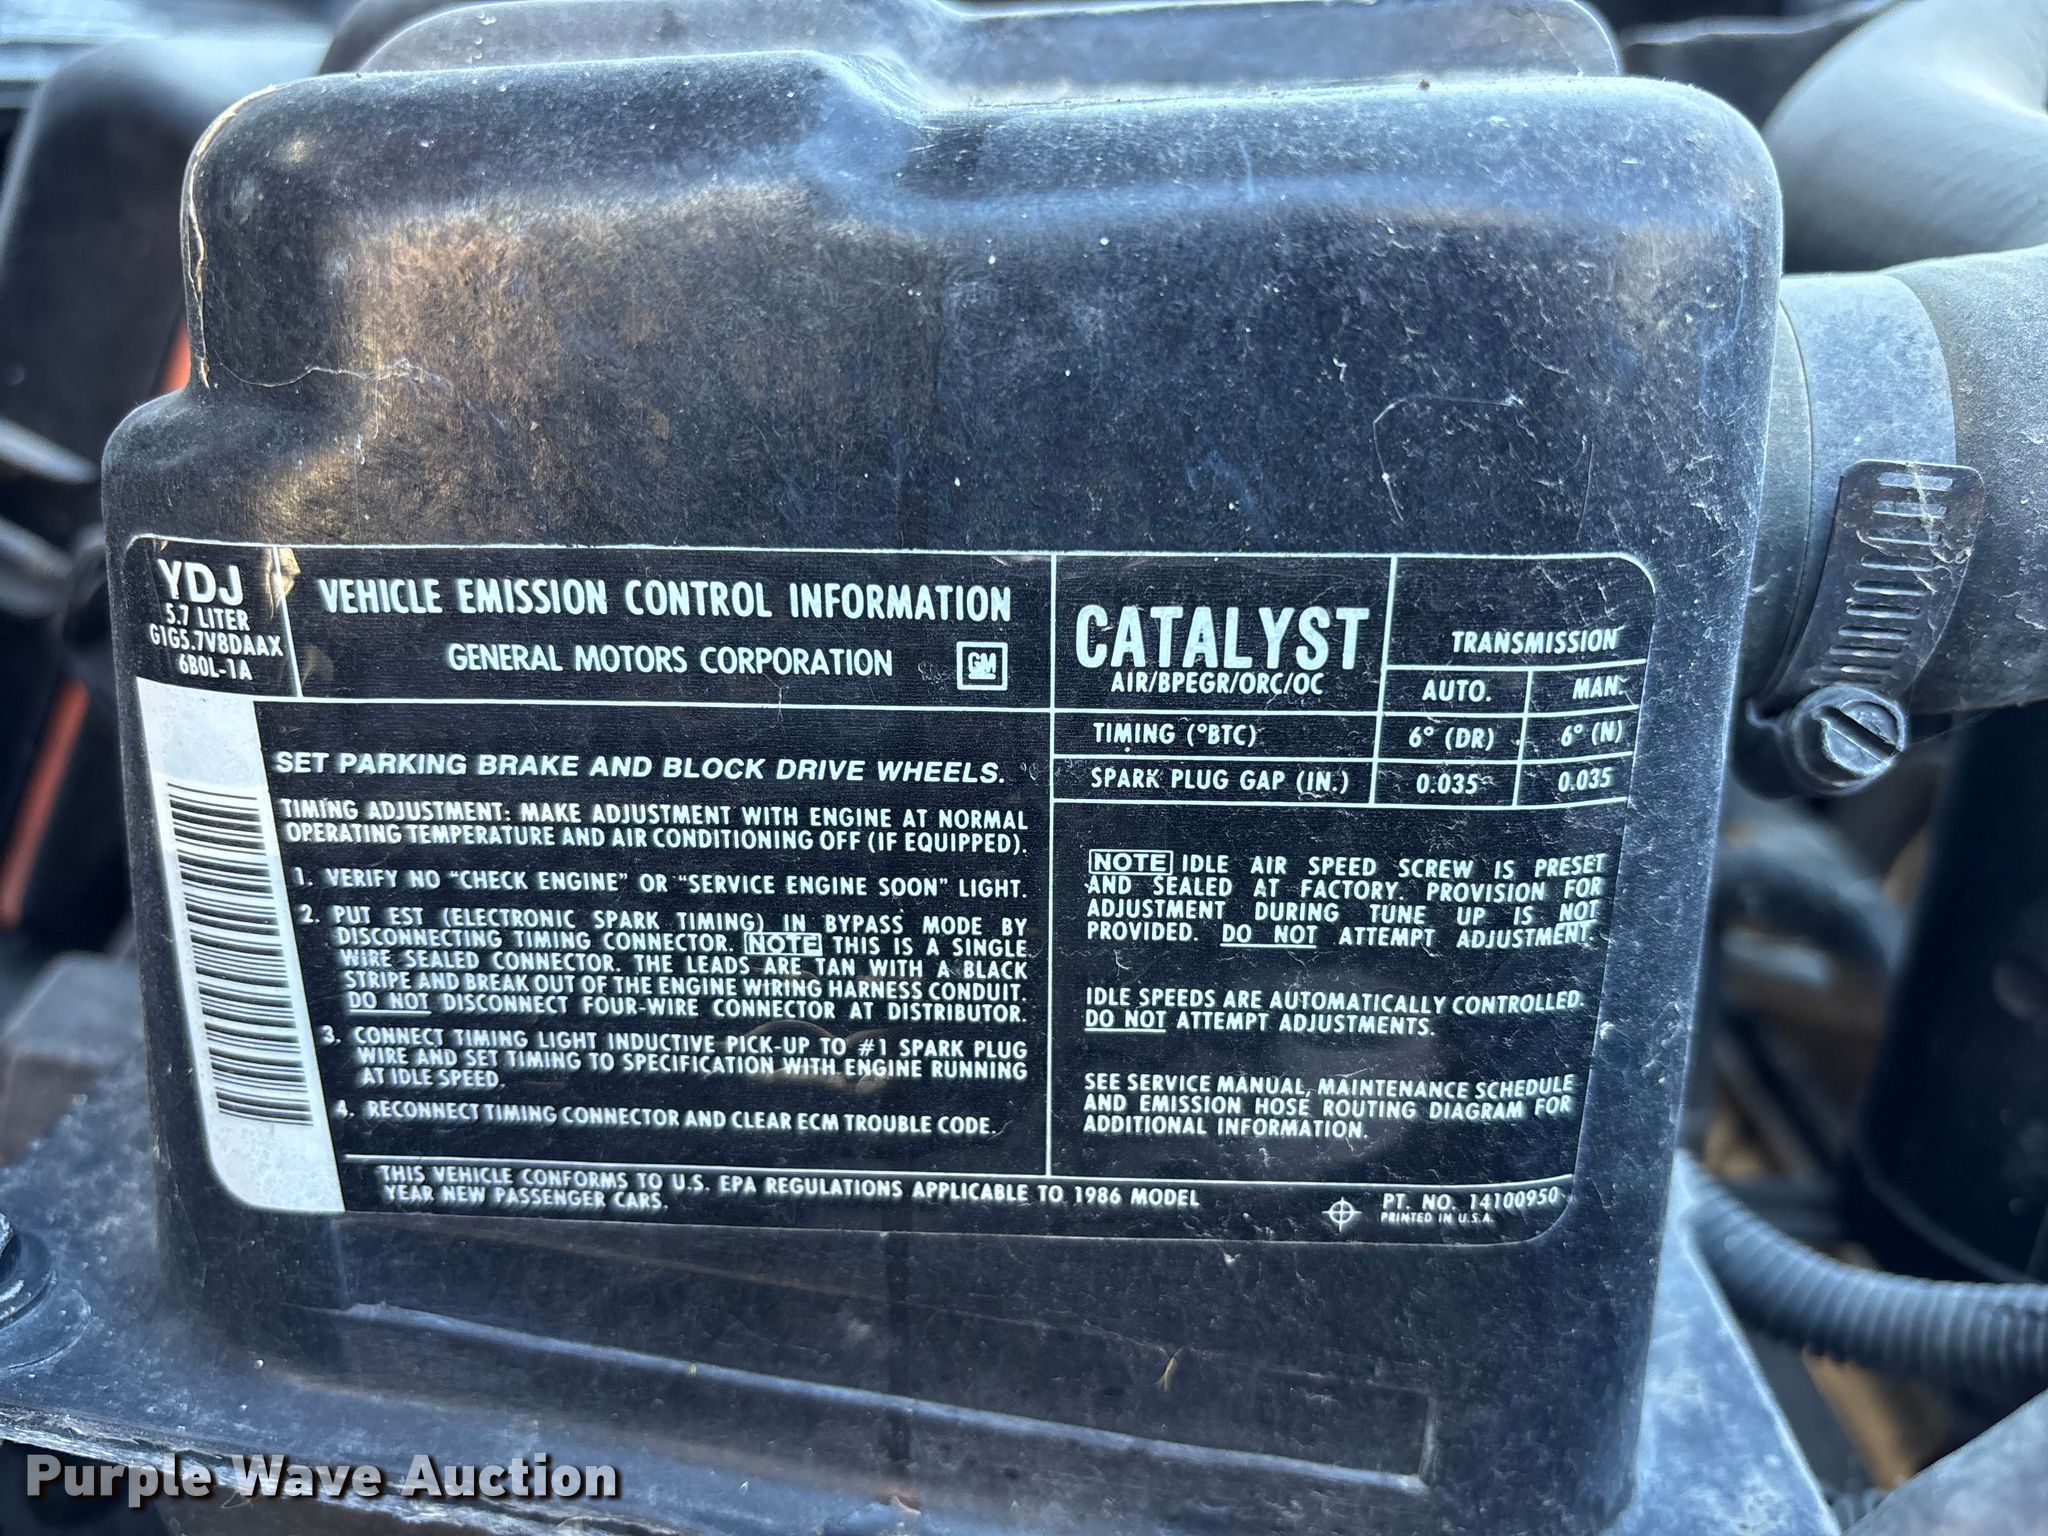 YDJ
5.7 LITER
G1G5.7V8DAAX
6B0L-1A
VEHICLE EMISSION CONTROL INFORMATION
GENERAL MOTORS CORPORATION
GM
CATALYST
AIR/BPEGR/ORC/OC
TRANSMISSION
AUTO. MAN.
TIMING (°BTC) 6° (DR) 6° (N)
SPARK PLUG GAP (IN.) 0.035 0.035
SET PARKING BRAKE AND BLOCK DRIVE WHEELS.
TIMING ADJUSTMENT: MAKE ADJUSTMENT WITH ENGINE AT NORMAL
OPERATING TEMPERATURE AND AIR CONDITIONING OFF (IF EQUIPPED).
1. VERIFY NO "CHECK ENGINE" OR "SERVICE ENGINE SOON" LIGHT.
2. PUT EST (ELECTRONIC SPARK TIMING) IN BYPASS MODE BY
DISCONNECTING TIMING CONNECTOR. NOTE THIS IS A SINGLE
WIRE SEALED CONNECTOR. THE LEADS ARE TAN WITH A BLACK
STRIPE AND BREAK OUT OF THE ENGINE WIRING HARNESS CONDUIT.
DO NOT DISCONNECT FOUR-WIRE CONNECTOR AT DISTRIBUTOR.
3. CONNECT TIMING LIGHT INDUCTIVE PICK-UP TO #1 SPARK PLUG
WIRE AND SET TIMING TO SPECIFICATION WITH ENGINE RUNNING
AT IDLE SPEED.
4. RECONNECT TIMING CONNECTOR AND CLEAR ECM TROUBLE CODE.
NOTE IDLE AIR SPEED SCREW IS PRESET
AND SEALED AT FACTORY. PROVISION FOR
ADJUSTMENT DURING TUNE UP IS NOT
PROVIDED. DO NOT ATTEMPT ADJUSTMENT.
IDLE SPEEDS ARE AUTOMATICALLY CONTROLLED.
DO NOT ATTEMPT ADJUSTMENTS.
SEE SERVICE MANUAL, MAINTENANCE SCHEDULE
AND EMISSION HOSE ROUTING DIAGRAM FOR
ADDITIONAL INFORMATION.
THIS VEHICLE CONFORMS TO U.S. EPA REGULATIONS APPLICABLE TO 1986 MODEL
YEAR NEW PASSENGER CARS.
PT. NO. 14100950
PRINTED IN U.S.A.
Purple Wave Auction